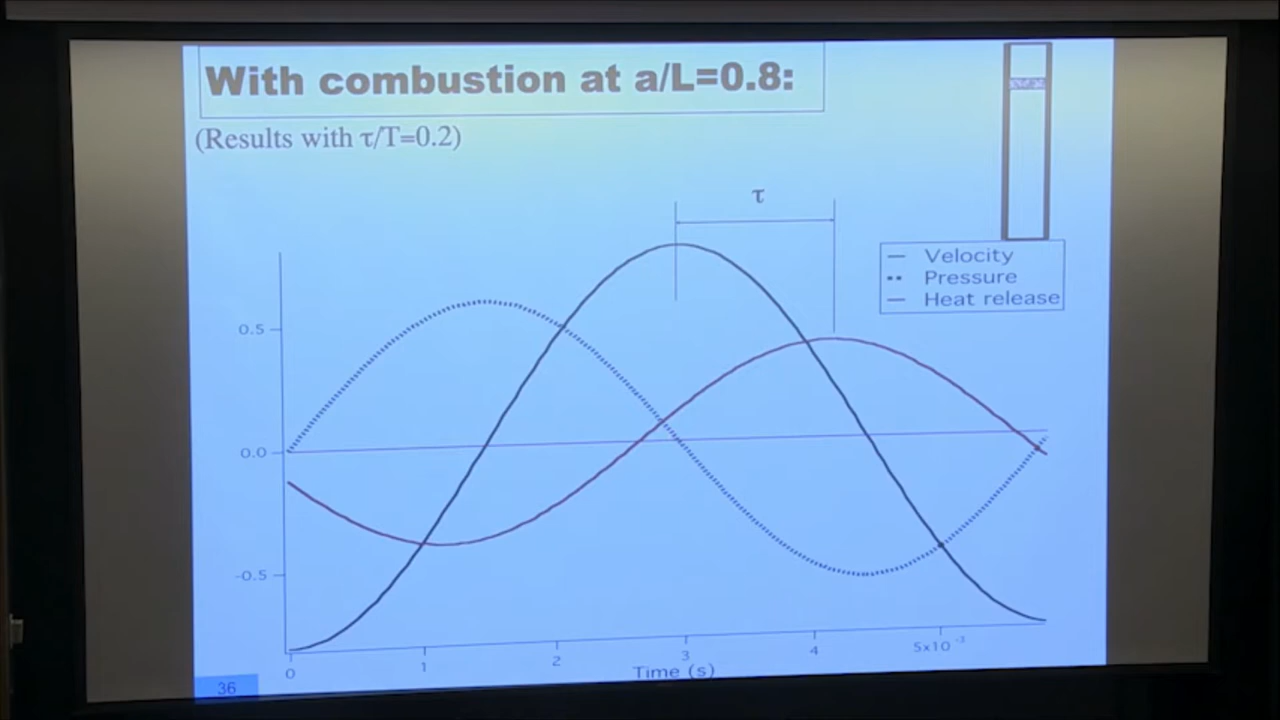 With combustion at a/L=0.8:
(Results with τ/T=0.2)
τ
Velocity
Pressure
Heat release
0.5
0.0
-0.5
0
1
2
3
4
5x10⁻³
Time (s)
36